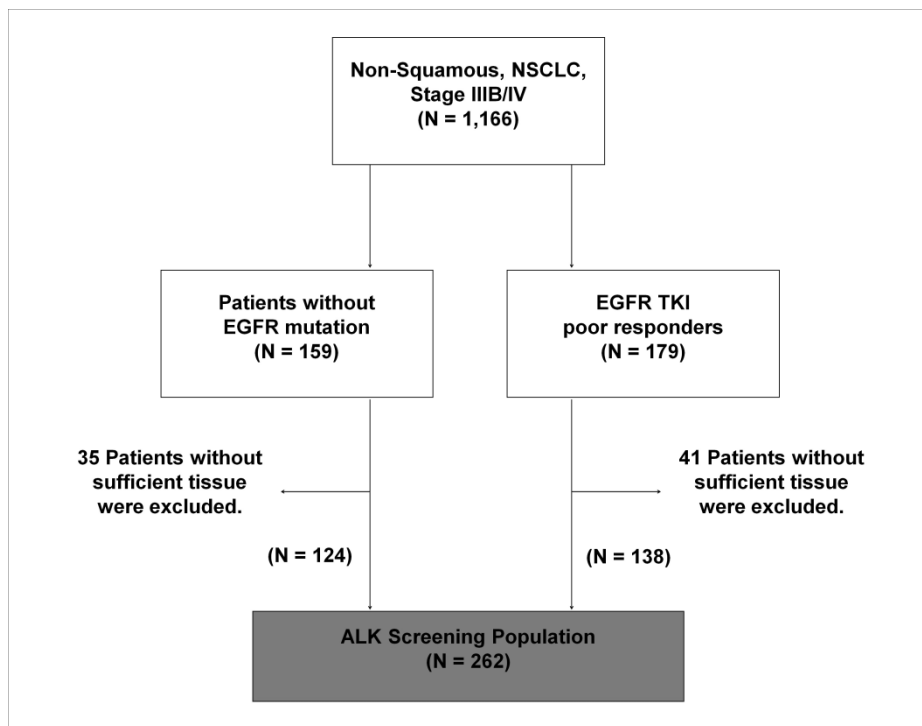 Non-Squamous, NSCLC,
Stage IIIB/IV
(N = 1,166)
Patients without
EGFR mutation
(N = 159)
EGFR TKI
poor responders
(N = 179)
35 Patients without
sufficient tissue
were excluded.
41 Patients without
sufficient tissue
were excluded.
(N = 124)
(N = 138)
ALK Screening Population
(N = 262)